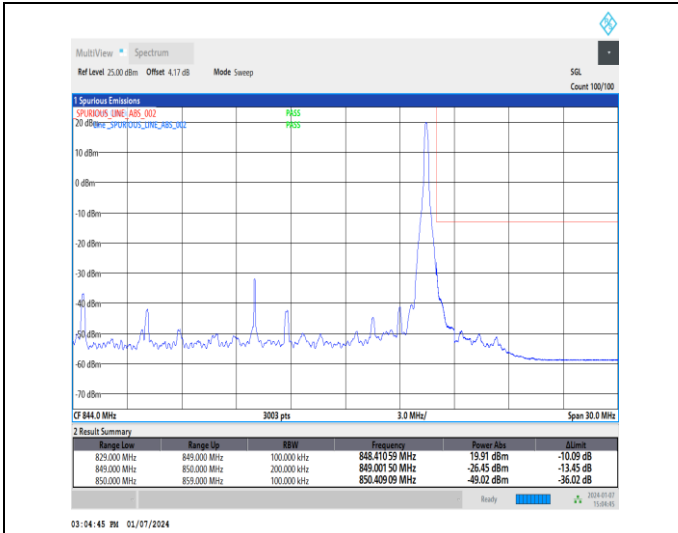 MultiView Spectrum
Ref Level 25.00 dBm Offset 4.17 dB Mode Sweep SGL
Count 100/100
1 Spurious Emissions
SPURIOUS_LINE_ABS_002 PASS
20 dBm
Line _SPURIOUS_LINE_ABS_002 PASS
10 dBm
0 dBm
-10 dBm
-20 dBm
-30 dBm
-40 dBm
-50 dBm
-60 dBm
-70 dBm
CF 844.0 MHz 3003 pts 3.0 MHz/ Span 30.0 MHz
2 Result Summary
Range Low Range Up RBW Frequency Power Abs ΔLimit
829.000 MHz 849.000 MHz 100.000 kHz 848.41059 MHz 19.91 dBm -10.09 dB
849.000 MHz 850.000 MHz 200.000 kHz 849.00150 MHz -26.45 dBm -13.45 dB
850.000 MHz 859.000 MHz 100.000 kHz 850.40909 MHz -49.02 dBm -36.02 dB
Ready 2024-01-07
15:04:45
03:04:45 PM 01/07/2024